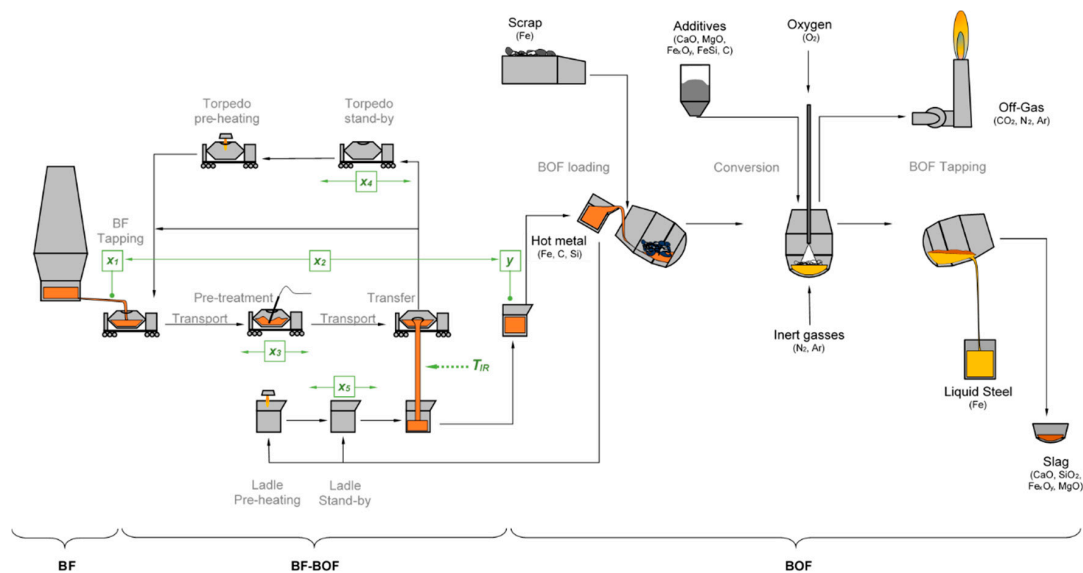 Scrap
(Fe)
Additives
(CaO, MgO,
FeₓOᵧ, FeSi, C)
Oxygen
(O₂)
Off-Gas
(CO₂, N₂, Ar)
Torpedo
pre-heating
Torpedo
stand-by
x₄
BOF loading
Conversion
BOF Tapping
BF
Tapping
x₁
x₂
y
Hot metal
(Fe, C, Si)
Pre-treatment
Transfer
Transport
Transport
x₃
T_IR
x₅
Inert gasses
(N₂, Ar)
Liquid Steel
(Fe)
Slag
(CaO, SiO₂,
FeₓOᵧ, MgO)
Ladle
Pre-heating
Ladle
Stand-by
BF
BF-BOF
BOF